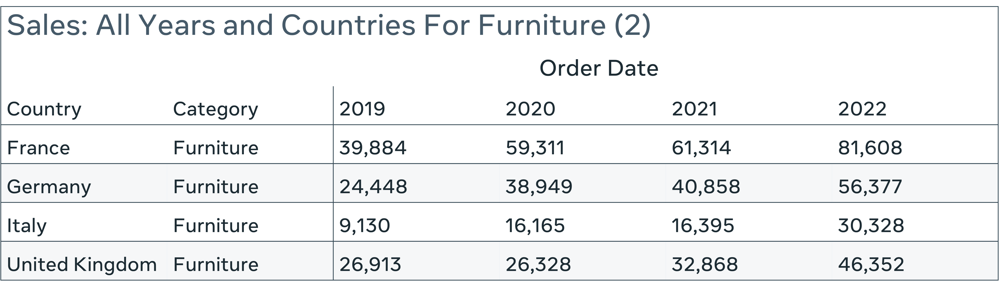 Sales: All Years and Countries For Furniture (2)
Order Date
Country Category 2019 2020 2021 2022
France Furniture 39,884 59,311 61,314 81,608
Germany Furniture 24,448 38,949 40,858 56,377
Italy Furniture 9,130 16,165 16,395 30,328
United Kingdom Furniture 26,913 26,328 32,868 46,352